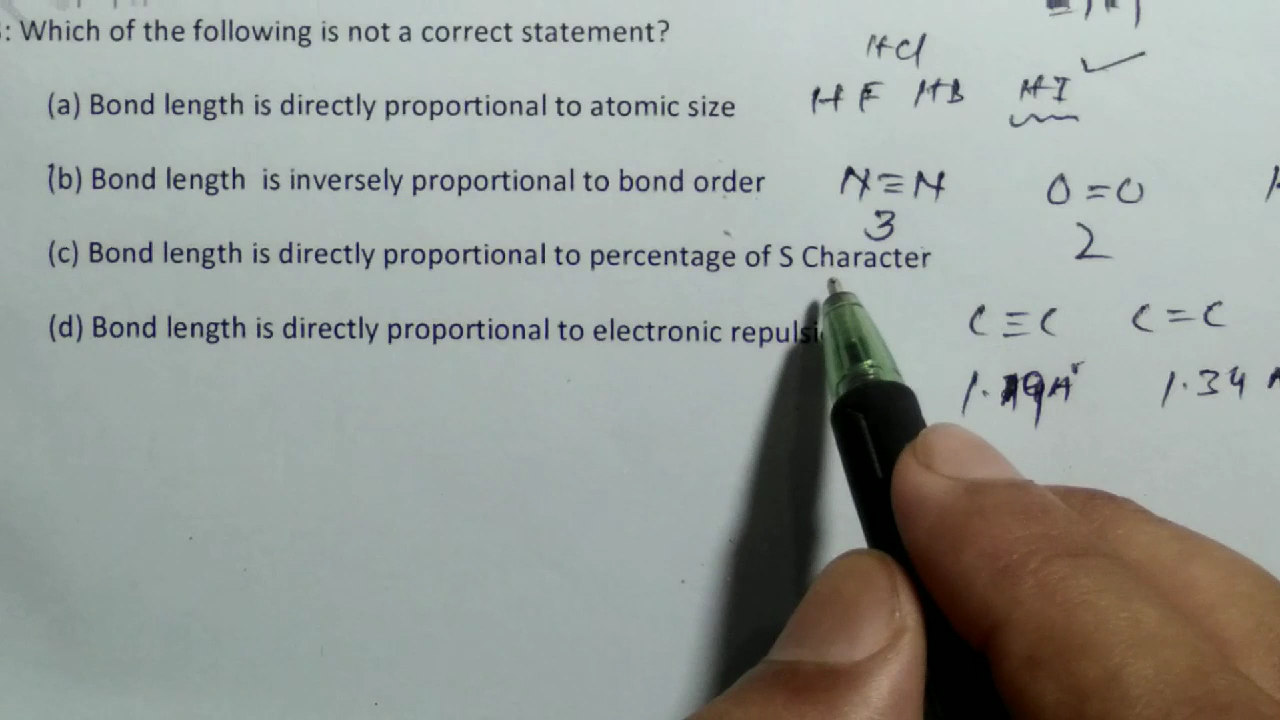 : Which of the following is not a correct statement?
HCl
(a) Bond length is directly proportional to atomic size HF HB HI
(b) Bond length is inversely proportional to bond order N≡N O=O
3 2
(c) Bond length is directly proportional to percentage of S Character
(d) Bond length is directly proportional to electronic C≡C C=C
1.34